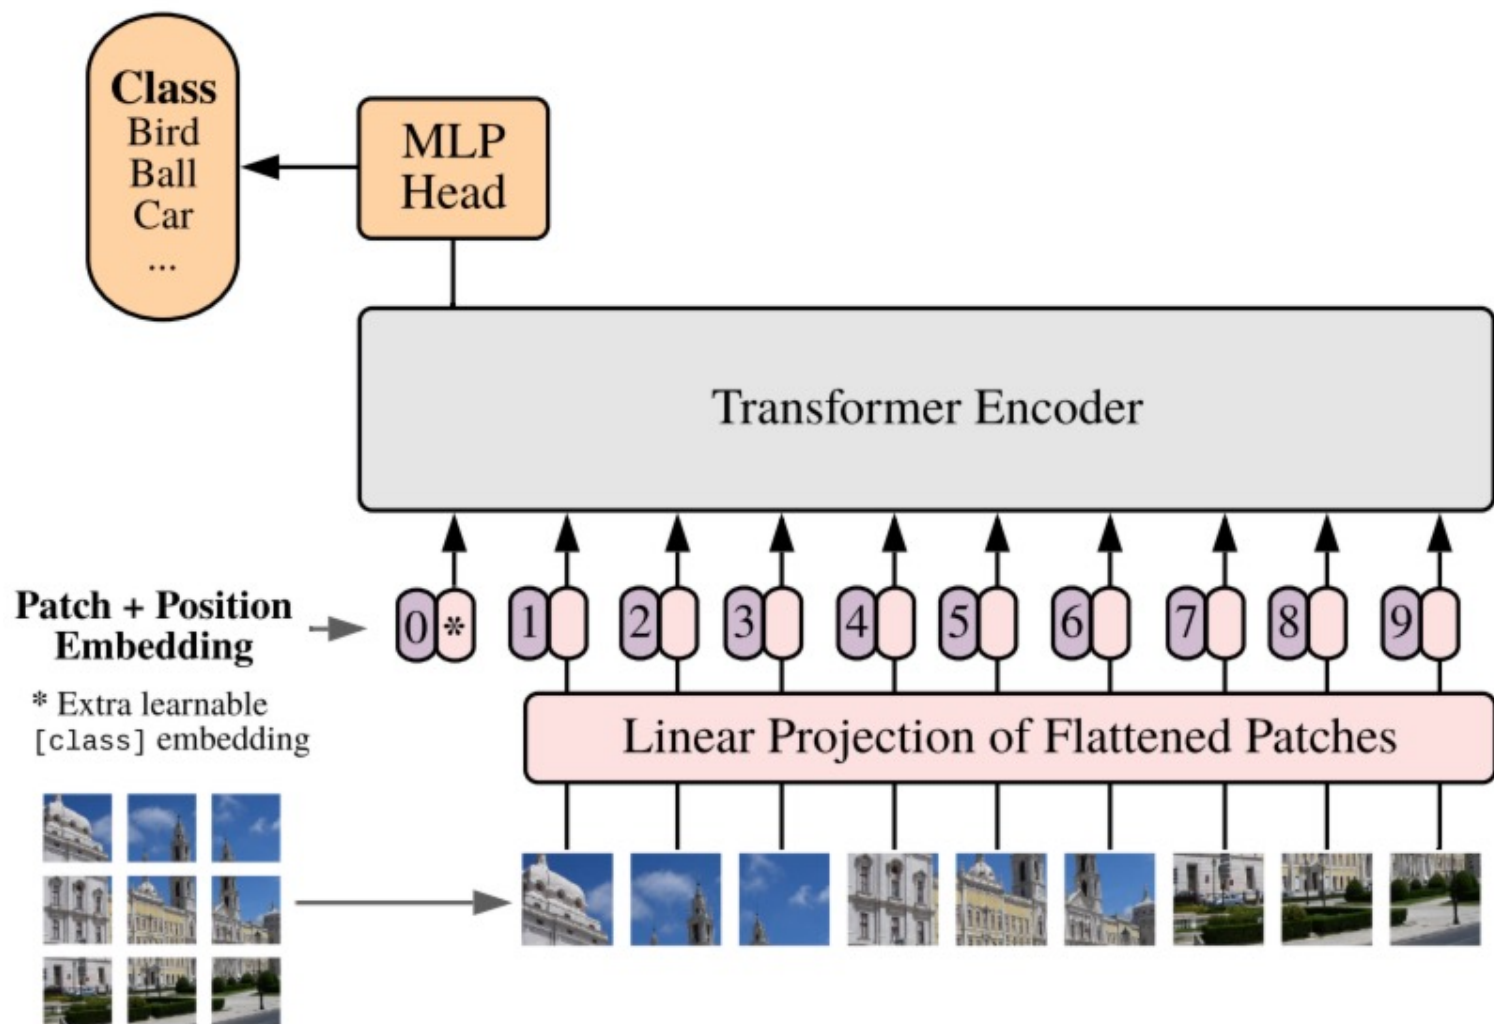 Class
Bird
Ball
Car
...
MLP
Head
Transformer Encoder
Patch + Position
Embedding
0 * 1 2 3 4 5 6 7 8 9
* Extra learnable
[class] embedding
Linear Projection of Flattened Patches